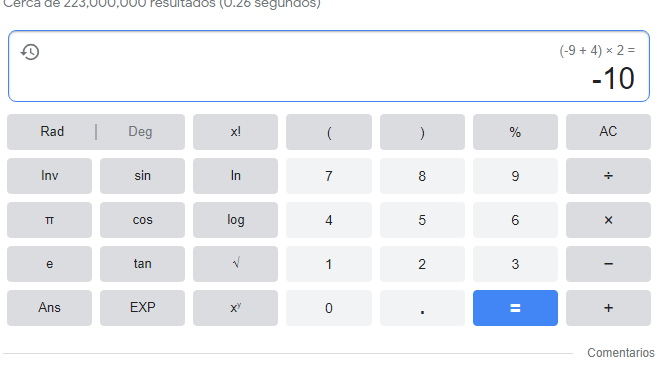 Cerca de 223,000,000 resultados (0.26 segundos)
(-9 + 4) × 2 =
-10
Rad | Deg x! ( ) % AC
Inv sin ln 7 8 9 ÷
π cos log 4 5 6 ×
e tan √ 1 2 3 −
Ans EXP xʸ 0 . = +
Comentarios